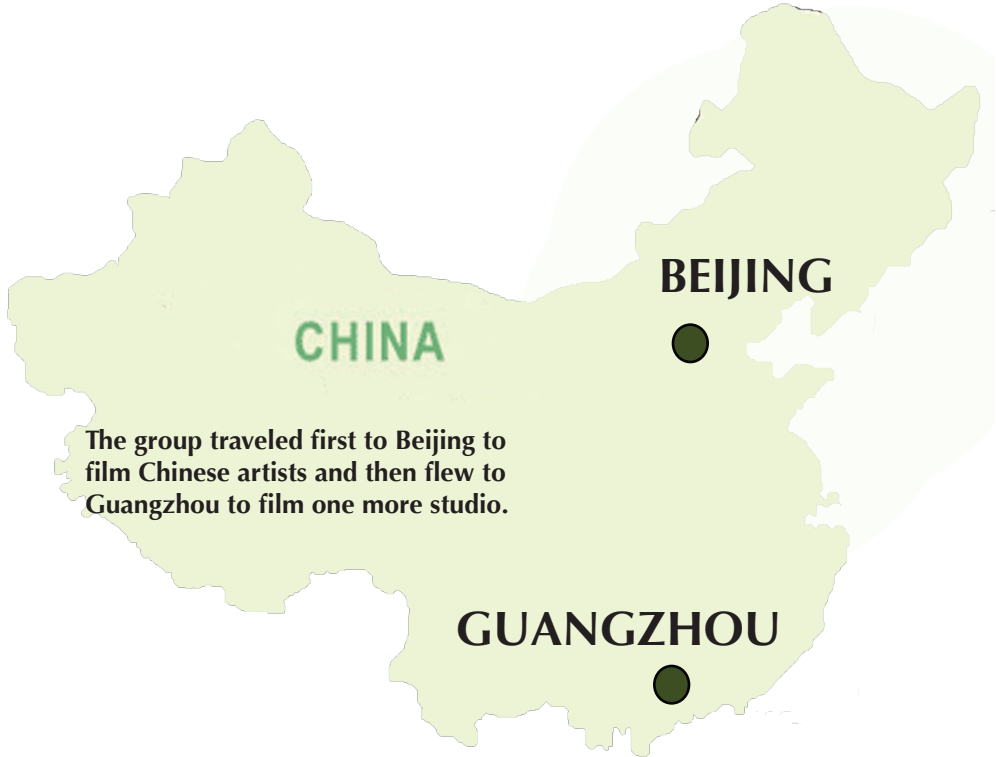 BEIJING
CHINA
The group traveled first to Beijing to
film Chinese artists and then flew to
Guangzhou to film one more studio.
GUANGZHOU